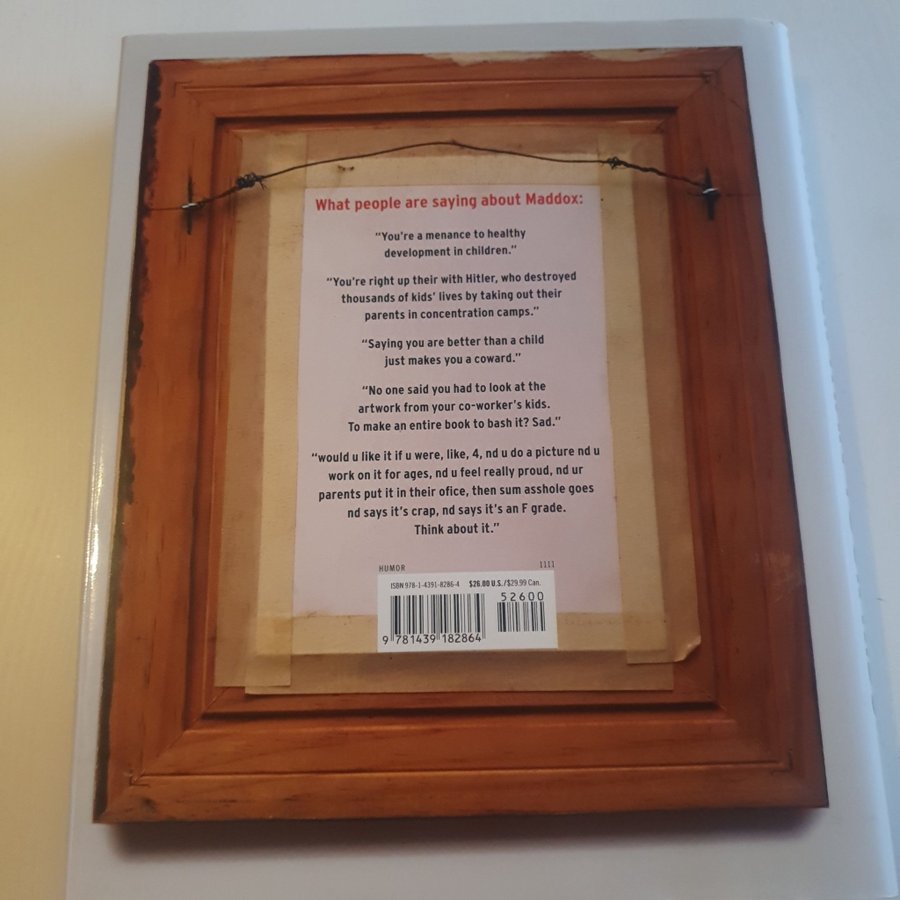 What people are saying about Maddox:
“You're a menance to healthy
development in children.”
“You're right up their with Hitler, who destroyed
thousands of kids' lives by taking out their
parents in concentration camps.”
“Saying you are better than a child
just makes you a coward.”
“No one said you had to look at the
artwork from your co-worker's kids.
To make an entire book to bash it? Sad.”
“would u like it if u were, like, 4, nd u do a picture nd u
work on it for ages, nd u feel really proud, nd ur
parents put it in their ofice, then sum asshole goes
nd says it's crap, nd says it's an F grade.
Think about it.”
HUMOR 1111
ISBN 978-1-4391-8286-4 $26.00 U.S./$29.99 Can.
52600
9 781439 182864